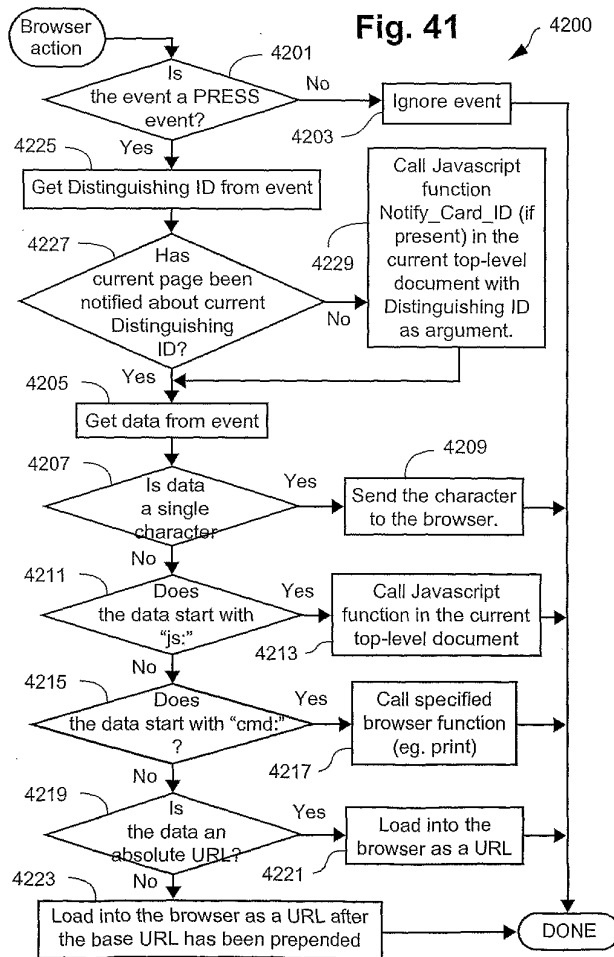 Browser
action
Fig. 41
4200
4201
Is
the event a PRESS
event?
No
Ignore event
4203
Yes
4225
Get Distinguishing ID from event
4227
Has
current page been
notified about current
Distinguishing
ID?
No
Yes
Call Javascript
function
Notify_Card_ID (if
present) in the
current top-level
document with
Distinguishing ID
as argument.
4229
4205
Get data from event
4207
Is data
a single
character
Yes
4209
Send the character
to the browser.
No
4211
Does
the data start with
"js:"
Yes
Call Javascript
function in the current
top-level document
4213
No
4215
Does
the data start with "cmd:"
?
Yes
Call specified
browser function
(eg. print)
4217
No
4219
Is
the data an
absolute URL?
Yes
Load into the
browser as a URL
4221
No
4223
Load into the browser as a URL after
the base URL has been prepended
DONE